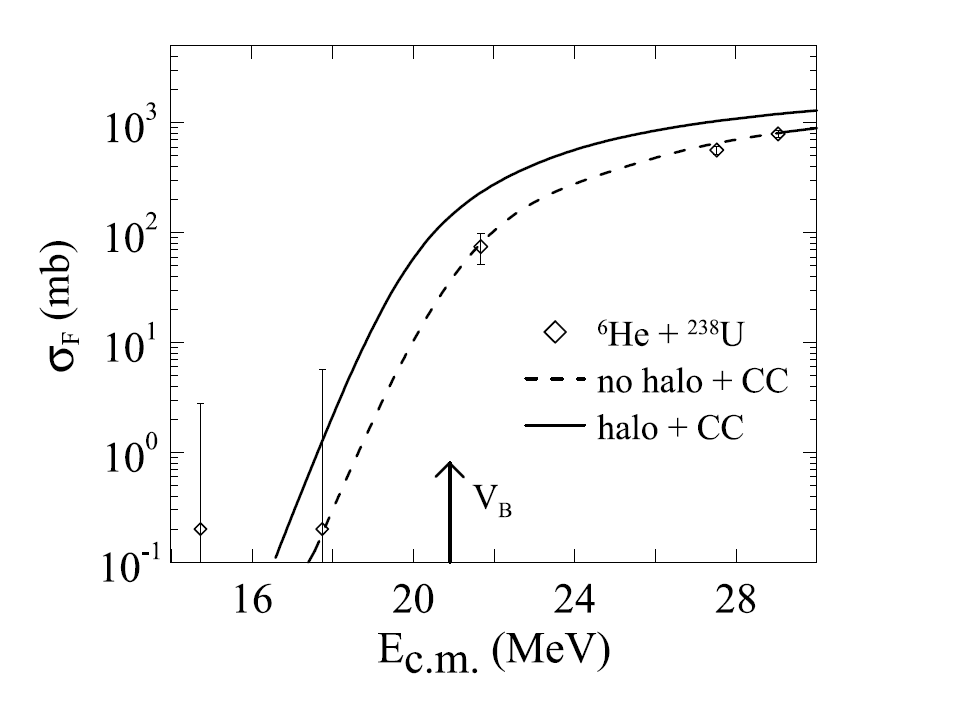 10³
10²
10¹
10⁰
10⁻¹
σF (mb)
⁶He + ²³⁸U
no halo + CC
halo + CC
VB
16 20 24 28
Ec.m. (MeV)